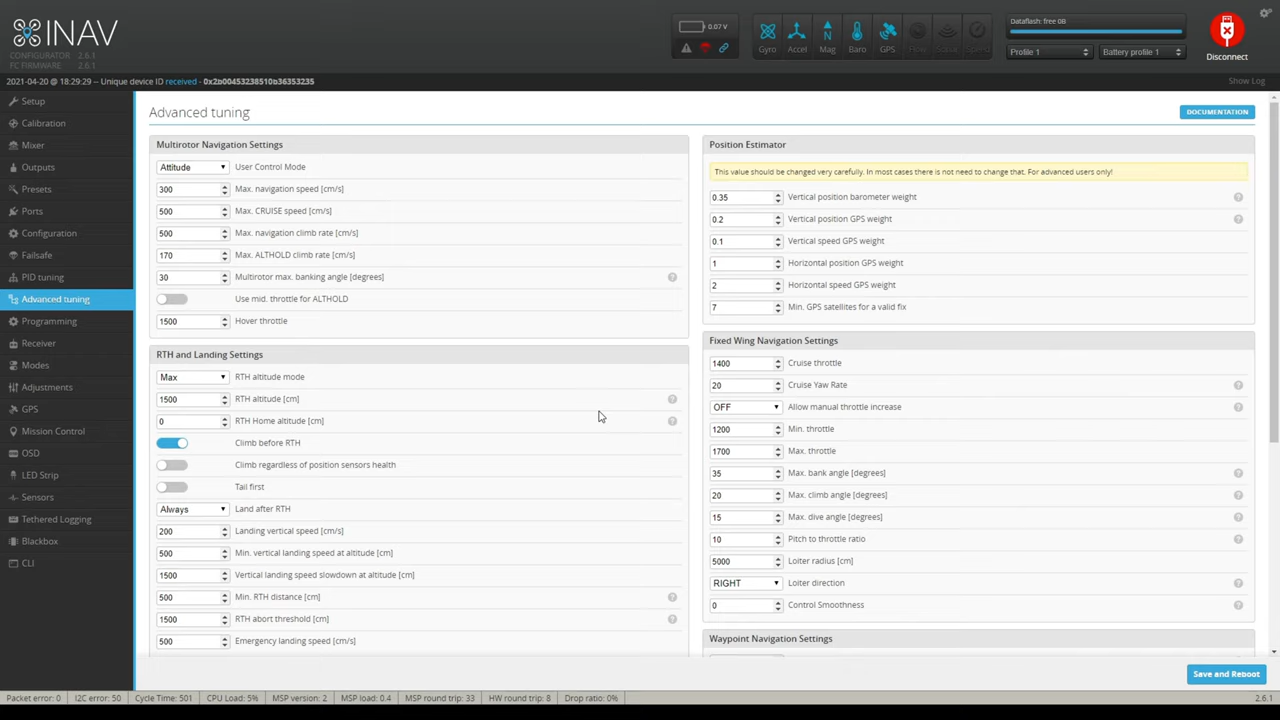 INAV
CONFIGURATOR 2.6.1
FC FIRMWARE 2.6.1
0.07 V
Gyro
Accel
Mag
Baro
GPS
Flow
Sonar
Speed
Dataflash: free 0B
Profile 1
Battery profile 1
Disconnect
2021-04-20 @ 18:29:29 -- Unique device ID received - 0x2b00453238510b36353235
Show Log
Setup
Calibration
Mixer
Outputs
Presets
Ports
Configuration
Failsafe
PID tuning
Advanced tuning
Programming
Receiver
Modes
Adjustments
GPS
Mission Control
OSD
LED Strip
Sensors
Tethered Logging
Blackbox
CLI
Advanced tuning
DOCUMENTATION
Multirotor Navigation Settings
Attitude User Control Mode
300 Max. navigation speed [cm/s]
500 Max. CRUISE speed [cm/s]
500 Max. navigation climb rate [cm/s]
170 Max. ALTHOLD climb rate [cm/s]
30 Multirotor max. banking angle [degrees]
Use mid. throttle for ALTHOLD
1500 Hover throttle
RTH and Landing Settings
Max RTH altitude mode
1500 RTH altitude [cm]
0 RTH Home altitude [cm]
Climb before RTH
Climb regardless of position sensors health
Tail first
Always Land after RTH
200 Landing vertical speed [cm/s]
500 Min. vertical landing speed at altitude [cm]
1500 Vertical landing speed slowdown at altitude [cm]
500 Min. RTH distance [cm]
1500 RTH abort threshold [cm]
500 Emergency landing speed [cm/s]
Position Estimator
This value should be changed very carefully. In most cases there is not need to change that. For advanced users only!
0.35 Vertical position barometer weight
0.2 Vertical position GPS weight
0.1 Vertical speed GPS weight
1 Horizontal position GPS weight
2 Horizontal speed GPS weight
7 Min. GPS satellites for a valid fix
Fixed Wing Navigation Settings
1400 Cruise throttle
20 Cruise Yaw Rate
OFF Allow manual throttle increase
1200 Min. throttle
1700 Max. throttle
35 Max. bank angle [degrees]
20 Max. climb angle [degrees]
15 Max. dive angle [degrees]
10 Pitch to throttle ratio
5000 Loiter radius [cm]
RIGHT Loiter direction
0 Control Smoothness
Waypoint Navigation Settings
Save and Reboot
Packet error: 0 I2C error: 50 Cycle Time: 501 CPU Load: 5% MSP version: 2 MSP load: 0.4 MSP round trip: 33 HW round trip: 8 Drop ratio: 0% 2.6.1